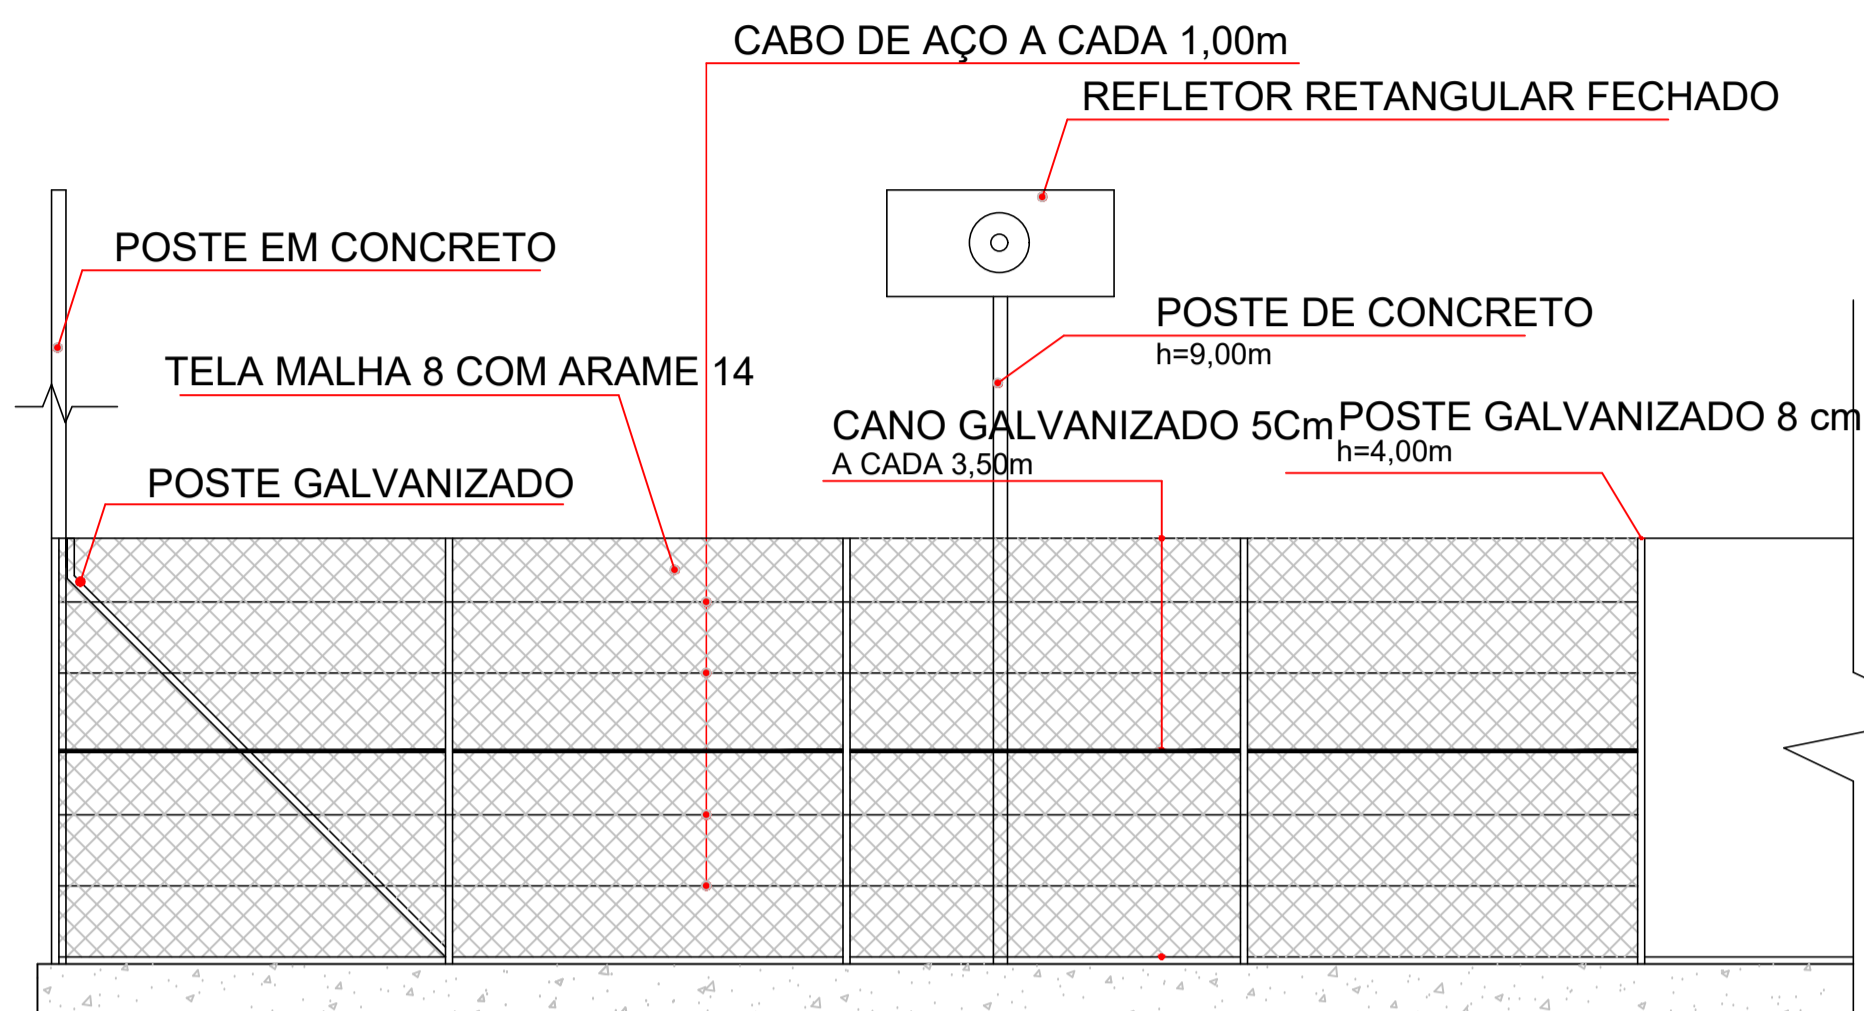 CABO DE AÇO A CADA 1,00m
REFLETOR RETANGULAR FECHADO
POSTE EM CONCRETO
POSTE DE CONCRETO
h=9,00m
TELA MALHA 8 COM ARAME 14
CANO GALVANIZADO 5Cm
A CADA 3,50m
POSTE GALVANIZADO 8 cm
h=4,00m
POSTE GALVANIZADO